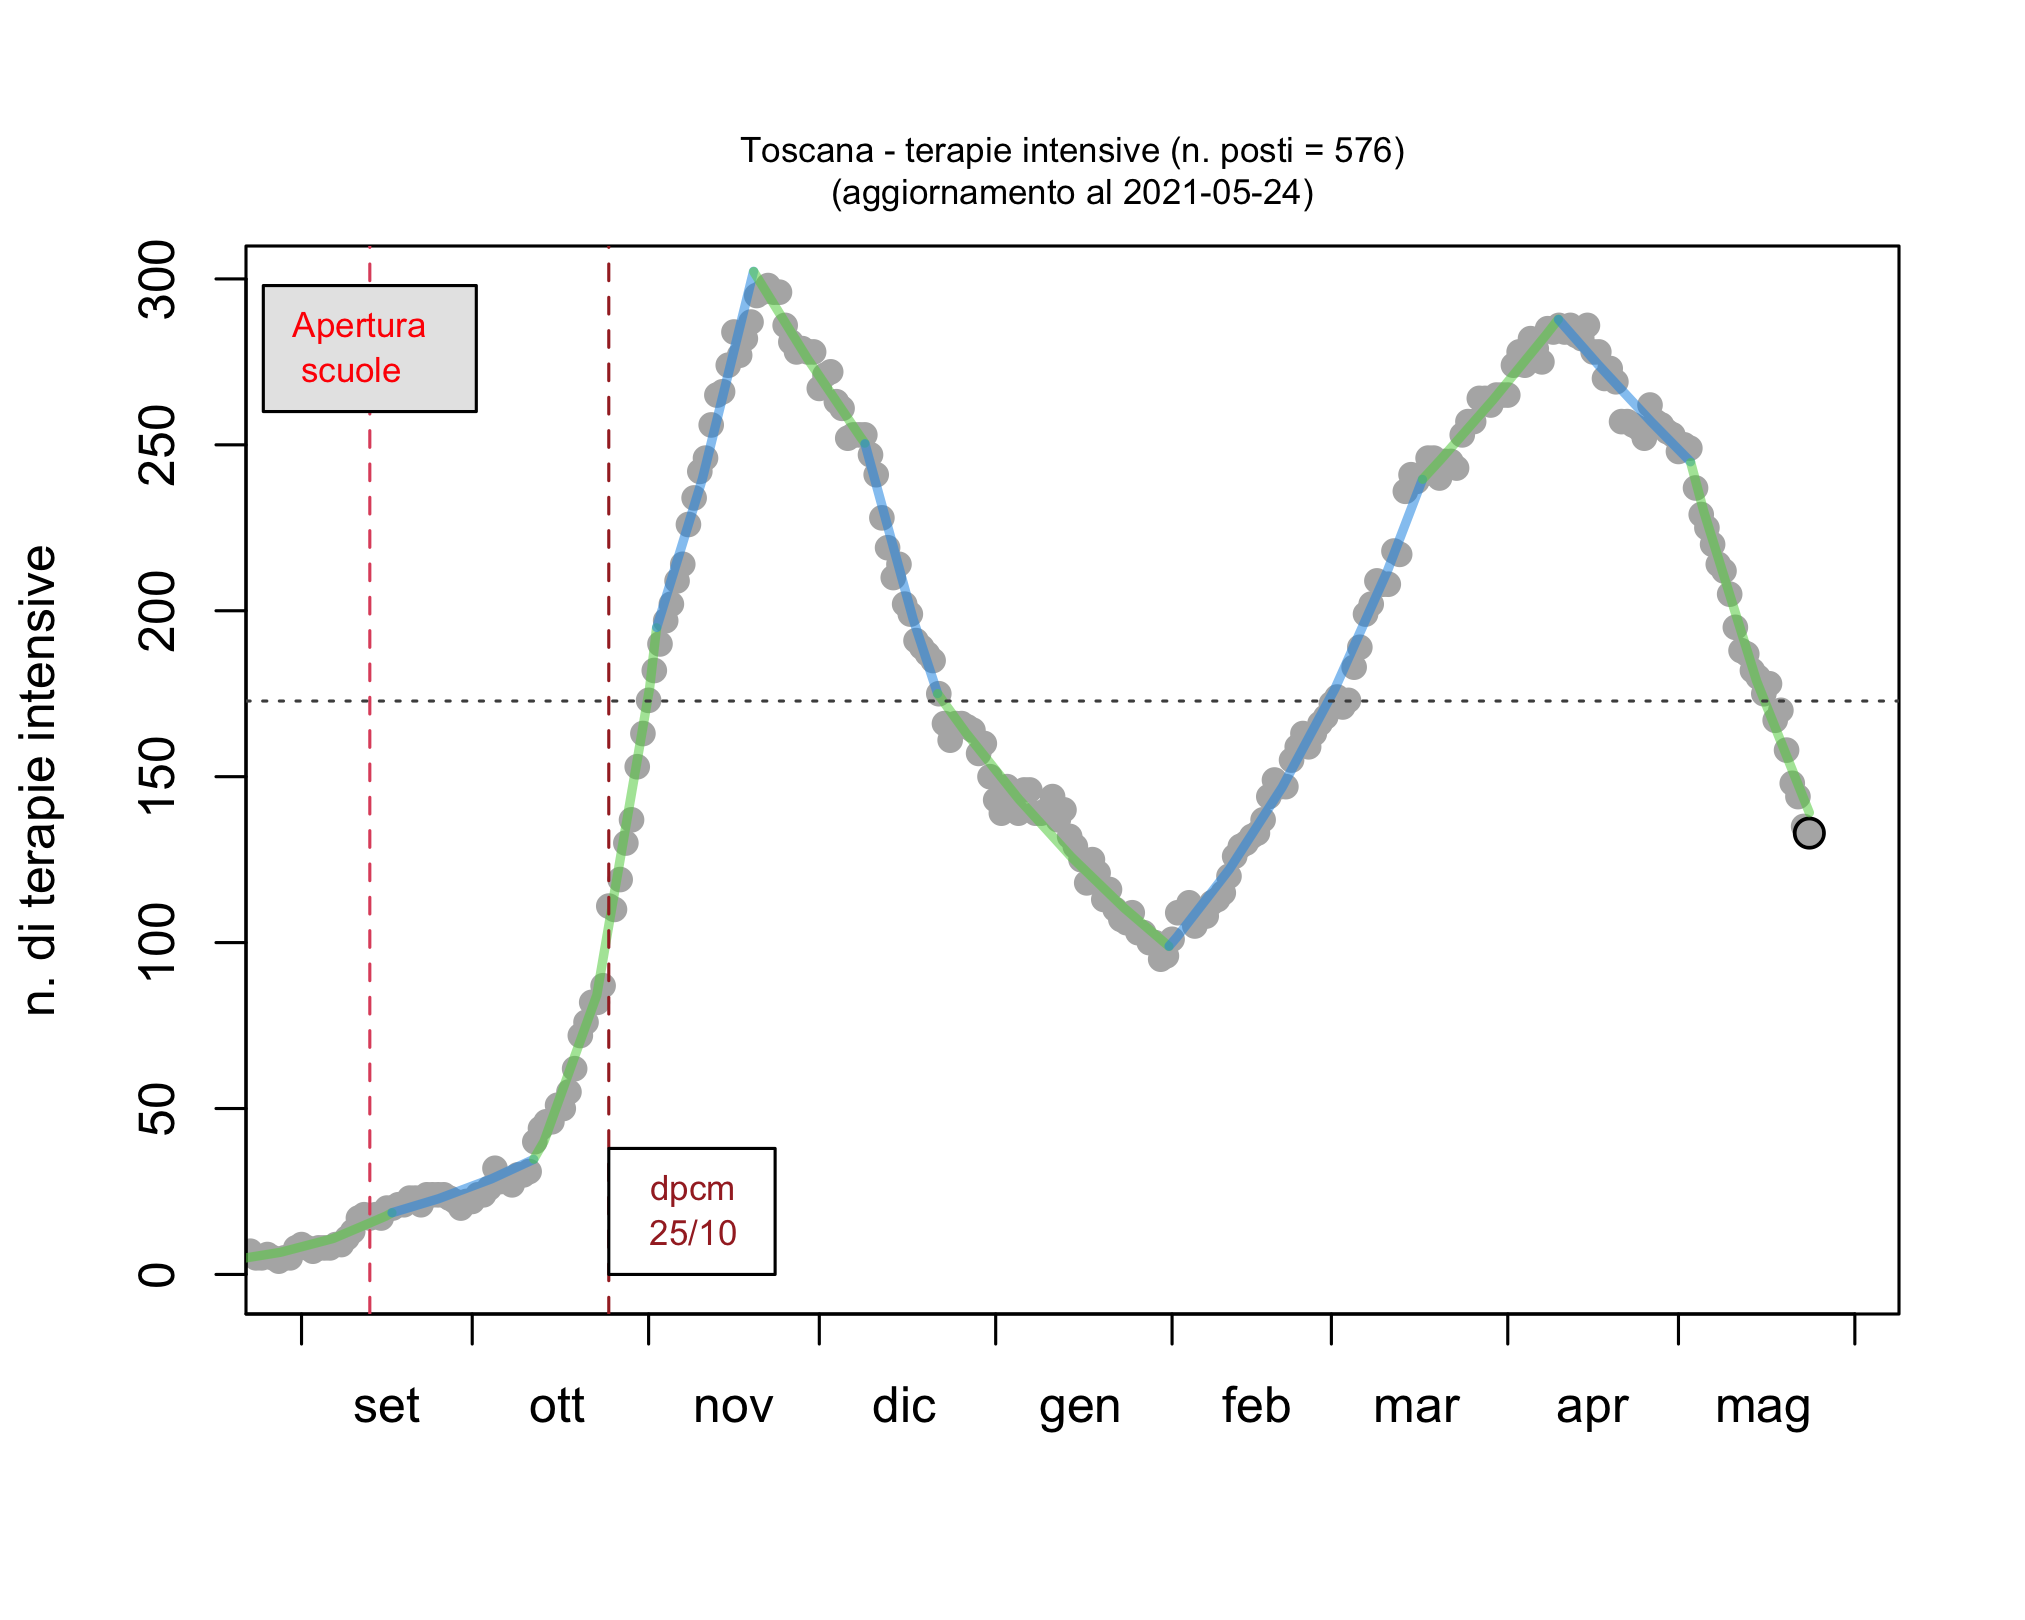 Toscana - terapie intensive (n. posti = 576)
(aggiornamento al 2021-05-24)
n. di terapie intensive
300
250
200
150
100
50
0
Apertura
scuole
dpcm
25/10
set ott nov dic gen feb mar apr mag